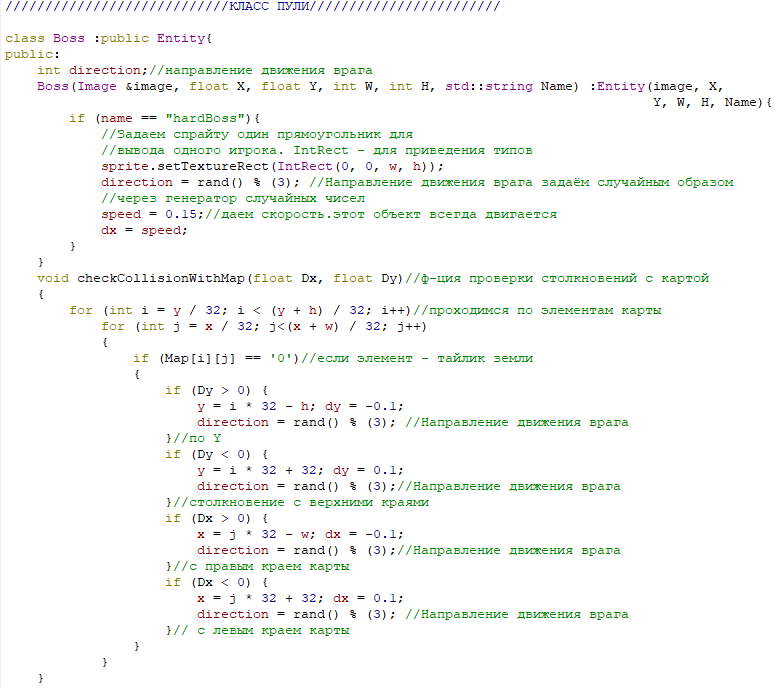 ////////////////////////////КЛАСС ПУЛИ////////////////////////
class Boss :public Entity{
public:
int direction;//направление движения врага
Boss(Image &image, float X, float Y, int W, int H, std::string Name) :Entity(image, X,
Y, W, H, Name){
if (name == "hardBoss"){
//Задаем спрайту один прямоугольник для
//вывода одного игрока. IntRect – для приведения типов
sprite.setTextureRect(IntRect(0, 0, w, h));
direction = rand() % (3); //Направление движения врага задаём случайным образом
//через генератор случайных чисел
speed = 0.15;//даем скорость.этот объект всегда двигается
dx = speed;
}
}
void checkCollisionWithMap(float Dx, float Dy)//ф-ция проверки столкновений с картой
{
for (int i = y / 32; i < (y + h) / 32; i++)//проходимся по элементам карты
for (int j = x / 32; j<(x + w) / 32; j++)
{
if (Map[i][j] == '0')//если элемент - тайлик земли
{
if (Dy > 0) {
y = i * 32 - h; dy = -0.1;
direction = rand() % (3); //Направление движения врага
}//по Y
if (Dy < 0) {
y = i * 32 + 32; dy = 0.1;
direction = rand() % (3);//Направление движения врага
}//столкновение с верхними краями
if (Dx > 0) {
x = j * 32 - w; dx = -0.1;
direction = rand() % (3);//Направление движения врага
}//с правым краем карты
if (Dx < 0) {
x = j * 32 + 32; dx = 0.1;
direction = rand() % (3); //Направление движения врага
}// с левым краем карты
}
}
}